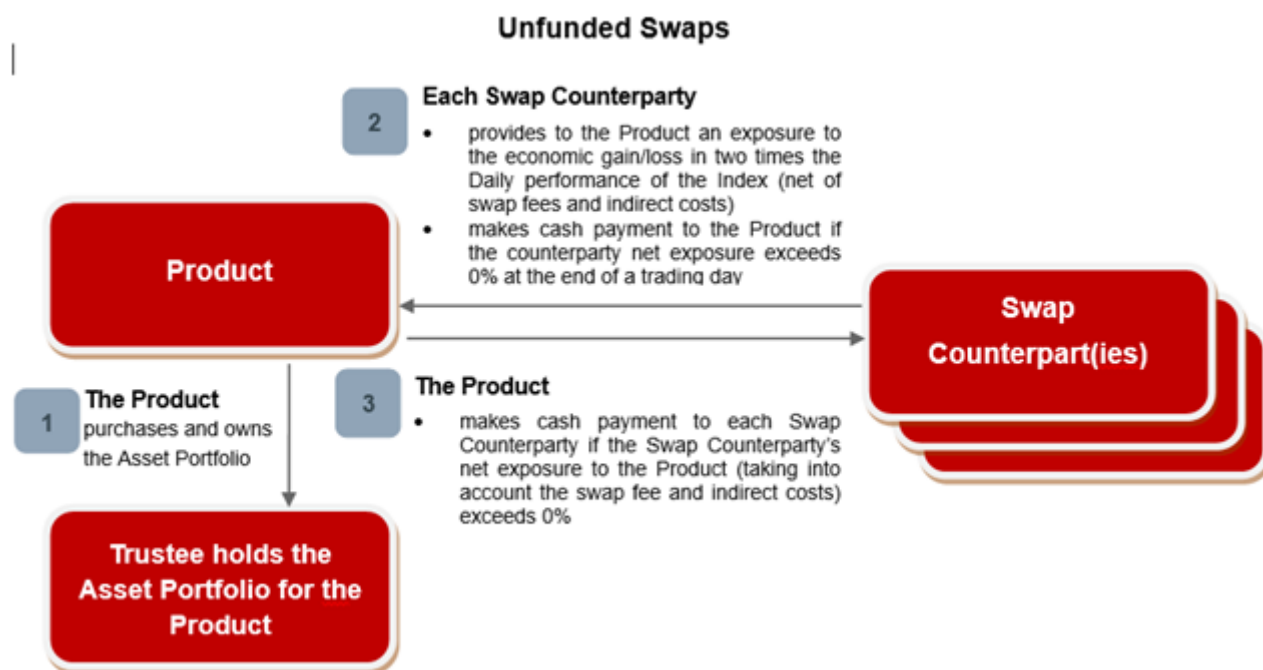 Unfunded Swaps
2
Each Swap Counterparty
• provides to the Product an exposure to
the economic gain/loss in two times the
Daily performance of the Index (net of
swap fees and indirect costs)
• makes cash payment to the Product if
the counterparty net exposure exceeds
0% at the end of a trading day
Product
Swap
Counterpart(ies)
1
The Product
purchases and owns
the Asset Portfolio
3
The Product
• makes cash payment to each Swap
Counterparty if the Swap Counterparty's
net exposure to the Product (taking into
account the swap fee and indirect costs)
exceeds 0%
Trustee holds the
Asset Portfolio for the
Product